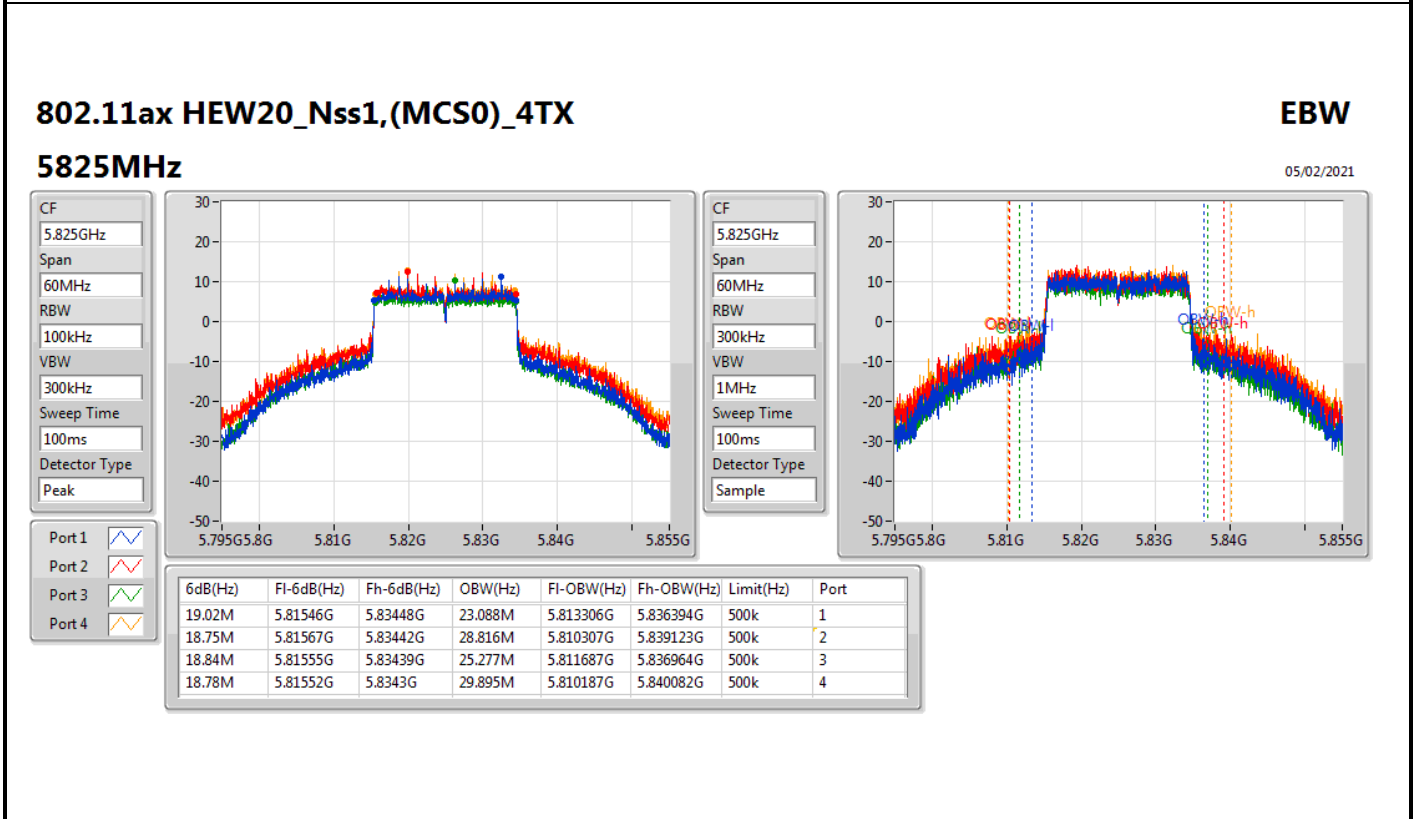 802.11ax HEW20_Nss1,(MCS0)_4TX EBW
5825MHz 05/02/2021
CF
5.825GHz
Span
60MHz
RBW
100kHz
VBW
300kHz
Sweep Time
100ms
Detector Type
Peak
30
20
10
0
-10
-20
-30
-40
-50
5.795G 5.8G 5.81G 5.82G 5.83G 5.84G 5.855G
CF
5.825GHz
Span
60MHz
RBW
300kHz
VBW
1MHz
Sweep Time
100ms
Detector Type
Sample
30
20
10
0
-10
-20
-30
-40
-50
OBW-h
5.795G 5.8G 5.81G 5.82G 5.83G 5.84G 5.855G
Port 1
Port 2
Port 3
Port 4
6dB(Hz) Fl-6dB(Hz) Fh-6dB(Hz) OBW(Hz) Fl-OBW(Hz) Fh-OBW(Hz) Limit(Hz) Port
19.02M 5.81546G 5.83448G 23.088M 5.813306G 5.836394G 500k 1
18.75M 5.81567G 5.83442G 28.816M 5.810307G 5.839123G 500k 2
18.84M 5.81555G 5.83439G 25.277M 5.811687G 5.836964G 500k 3
18.78M 5.81552G 5.8343G 29.895M 5.810187G 5.840082G 500k 4